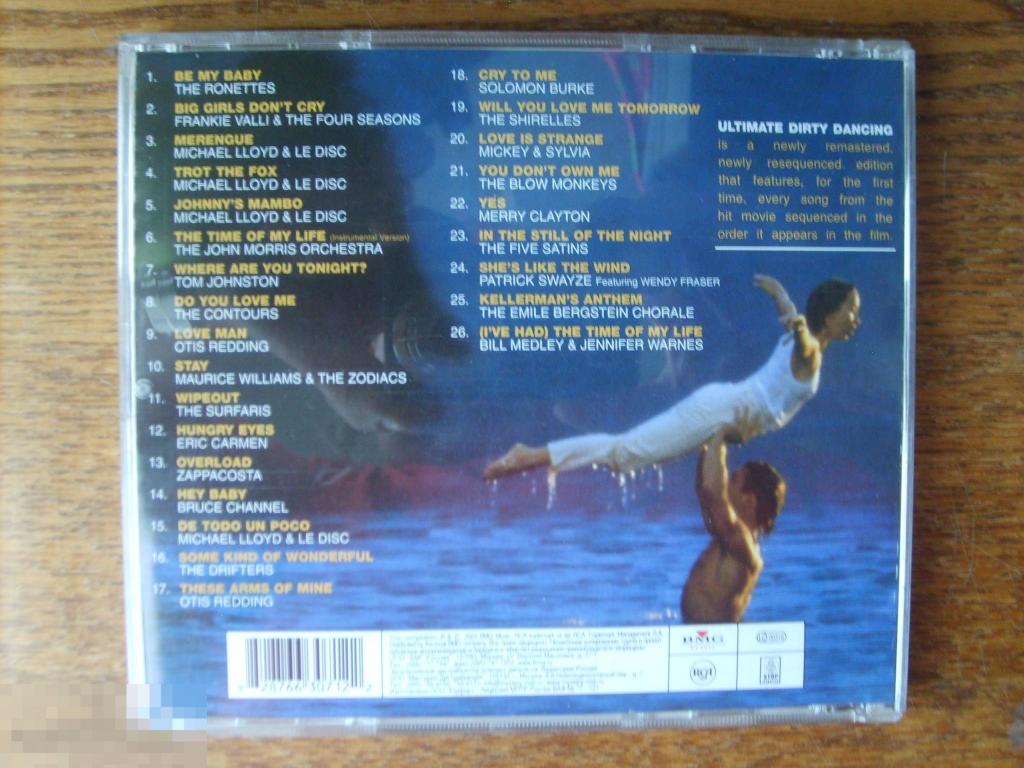 1. BE MY BABY
THE RONETTES
2. BIG GIRLS DON'T CRY
FRANKIE VALLI & THE FOUR SEASONS
3. MERENGUE
MICHAEL LLOYD & LE DISC
4. TROT THE FOX
MICHAEL LLOYD & LE DISC
5. JOHNNY'S MAMBO
MICHAEL LLOYD & LE DISC
6. THE TIME OF MY LIFE (Instrumental Version)
THE JOHN MORRIS ORCHESTRA
7. WHERE ARE YOU TONIGHT?
TOM JOHNSTON
8. DO YOU LOVE ME
THE CONTOURS
9. LOVE MAN
OTIS REDDING
10. STAY
MAURICE WILLIAMS & THE ZODIACS
11. WIPEOUT
THE SURFARIS
12. HUNGRY EYES
ERIC CARMEN
13. OVERLOAD
ZAPPACOSTA
14. HEY BABY
BRUCE CHANNEL
15. DE TODO UN POCO
MICHAEL LLOYD & LE DISC
16. SOME KIND OF WONDERFUL
THE DRIFTERS
17. THESE ARMS OF MINE
OTIS REDDING
18. CRY TO ME
SOLOMON BURKE
19. WILL YOU LOVE ME TOMORROW
THE SHIRELLES
20. LOVE IS STRANGE
MICKEY & SYLVIA
21. YOU DON'T OWN ME
THE BLOW MONKEYS
22. YES
MERRY CLAYTON
23. IN THE STILL OF THE NIGHT
THE FIVE SATINS
24. SHE'S LIKE THE WIND
PATRICK SWAYZE Featuring WENDY FRASER
25. KELLERMAN'S ANTHEM
THE EMILE BERGSTEIN CHORALE
26. (I'VE HAD) THE TIME OF MY LIFE
BILL MEDLEY & JENNIFER WARNES
ULTIMATE DIRTY DANCING
is a newly remastered,
newly resequenced edition
that features, for the first
time, every song from the
hit movie sequenced in the
order it appears in the film.
BMG